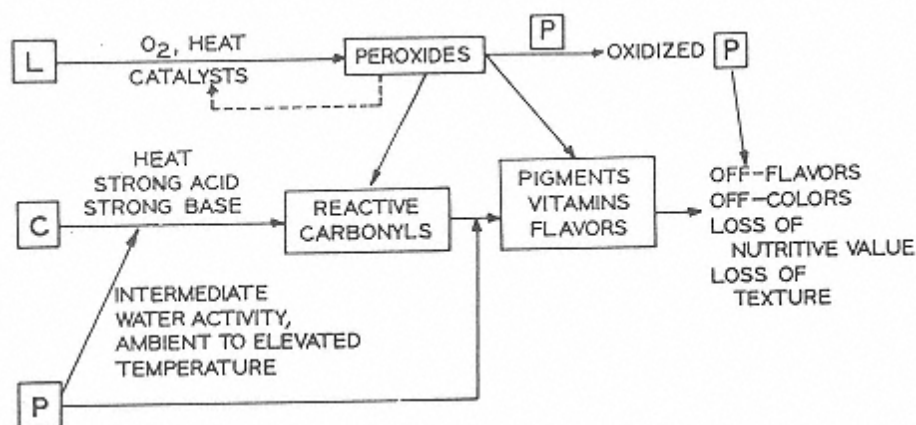 L
O2, HEAT
CATALYSTS
PEROXIDES
P
OXIDIZED P
HEAT
STRONG ACID
STRONG BASE
C
REACTIVE
CARBONYLS
PIGMENTS
VITAMINS
FLAVORS
OFF-FLAVORS
OFF-COLORS
LOSS OF
NUTRITIVE VALUE
LOSS OF
TEXTURE
INTERMEDIATE
WATER ACTIVITY,
AMBIENT TO ELEVATED
TEMPERATURE
P